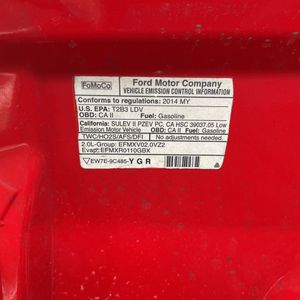 FoMoCo
Ford Motor Company
VEHICLE EMISSION CONTROL INFORMATION
Conforms to regulations: 2014 MY
U.S. EPA: T2B3 LDV
OBD: CA II Fuel: Gasoline
California: SULEV II PZEV PC, CA HSC 39037.05 Low
Emission Motor Vehicle OBD: CA II Fuel: Gasoline
TWC/HO2S/AFS/DFI
No adjustments needed.
2.0L-Group: EFMXV02.0VZ2
Evap: EFMXR0110GBX
EW7E-9C485-YGR